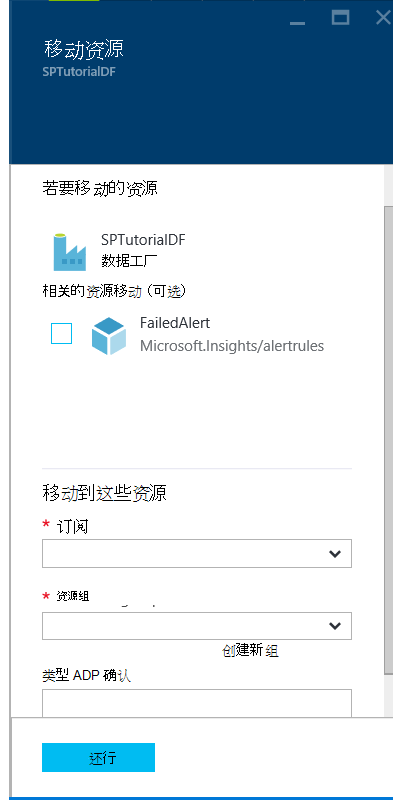 移动资源
SPTutorialDF
若要移动的资源
SPTutorialDF
数据工厂
相关的资源移动 (可选)
FailedAlert
Microsoft.Insights/alertrules
移动到这些资源
* 订阅
* 资源组
创建新组
类型 ADP 确认
还行